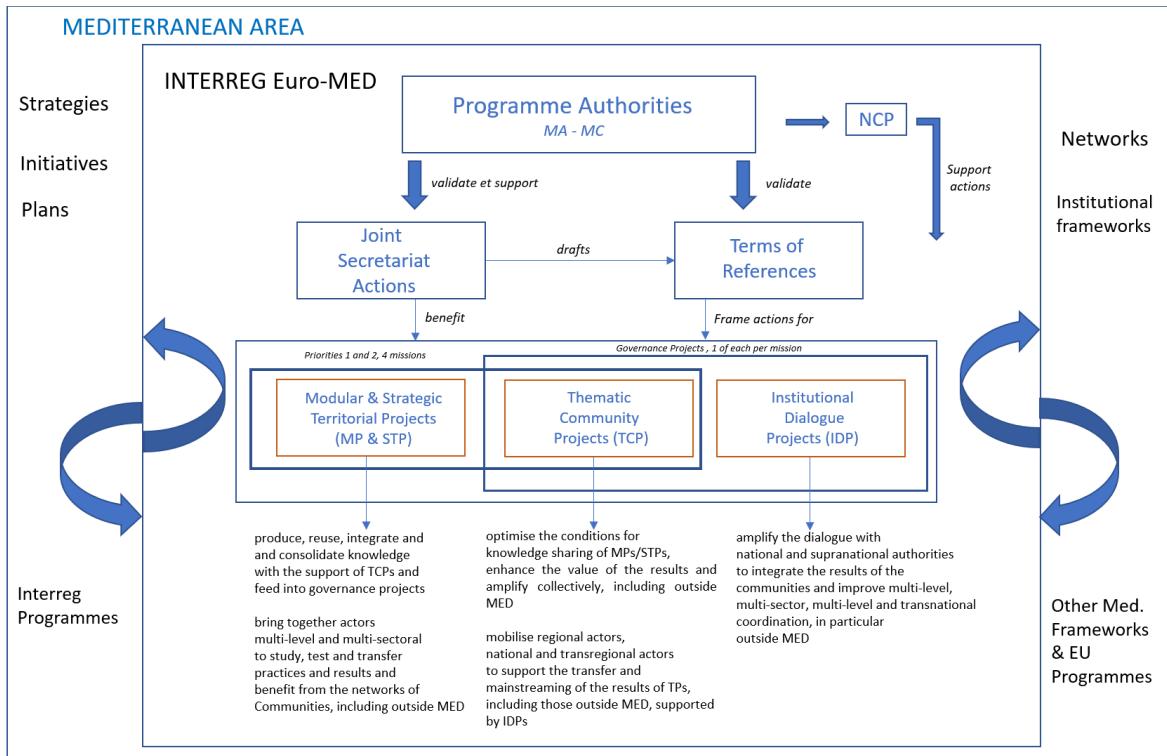 MEDITERRANEAN AREA
Strategies
Initiatives
Plans
Interreg
Programmes
INTERREG Euro-MED
Programme Authorities
MA - MC
NCP
validate et support
validate
Support
actions
Joint
Secretariat
Actions
drafts
Terms of
References
benefit
Frame actions for
Priorities 1 and 2, 4 missions
Governance Projects , 1 of each per mission
Modular & Strategic
Territorial Projects
(MP & STP)
Thematic
Community
Projects (TCP)
Institutional
Dialogue
Projects (IDP)
produce, reuse, integrate and
and consolidate knowledge
with the support of TCPs and
feed into governance projects
bring together actors
multi-level and multi-sectoral
to study, test and transfer
practices and results and
benefit from the networks of
Communities, including outside MED
optimise the conditions for
knowledge sharing of MPs/STPs,
enhance the value of the results and
amplify collectively, including outside
MED
mobilise regional actors,
national and transregional actors
to support the transfer and
mainstreaming of the results of TPs,
including those outside MED, supported
by IDPs
amplify the dialogue with
national and supranational authorities
to integrate the results of the
communities and improve multi-level,
multi-sector, multi-level and transnational
coordination, in particular
outside MED
Networks
Institutional
frameworks
Other Med.
Frameworks
& EU
Programmes